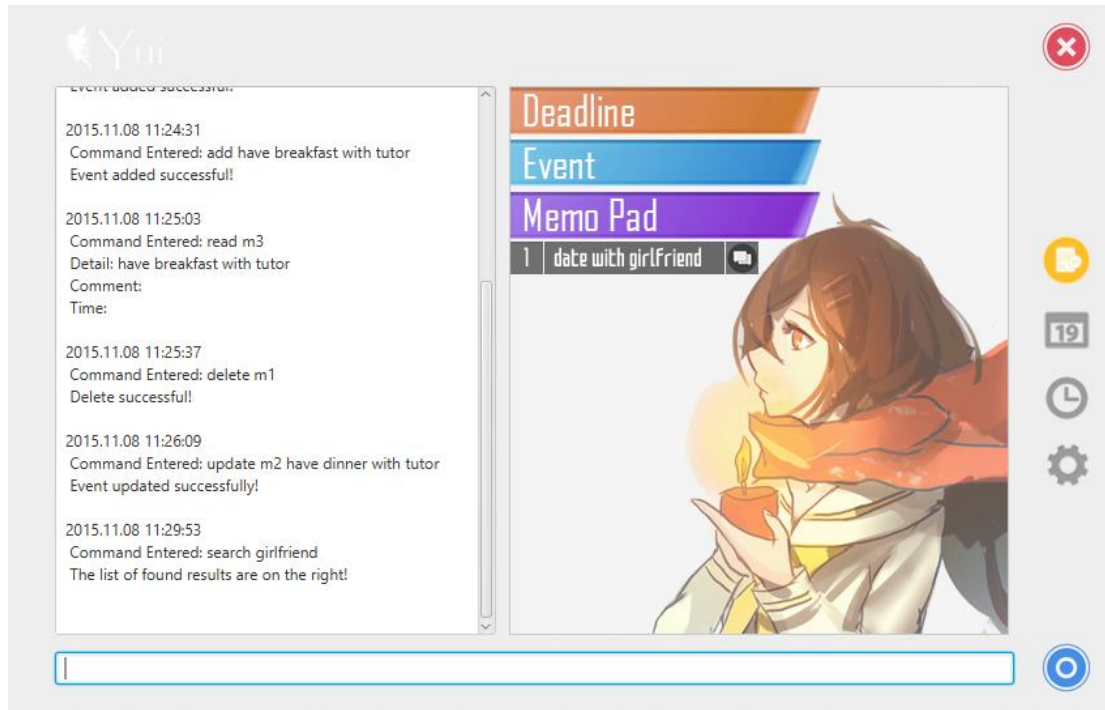 Yui
Event added successful!
2015.11.08 11:24:31
Command Entered: add have breakfast with tutor
Event added successful!
2015.11.08 11:25:03
Command Entered: read m3
Detail: have breakfast with tutor
Comment:
Time:
2015.11.08 11:25:37
Command Entered: delete m1
Delete successful!
2015.11.08 11:26:09
Command Entered: update m2 have dinner with tutor
Event updated successfully!
2015.11.08 11:29:53
Command Entered: search girlfriend
The list of found results are on the right!
Deadline
Event
Memo Pad
1 date with girlfriend
19